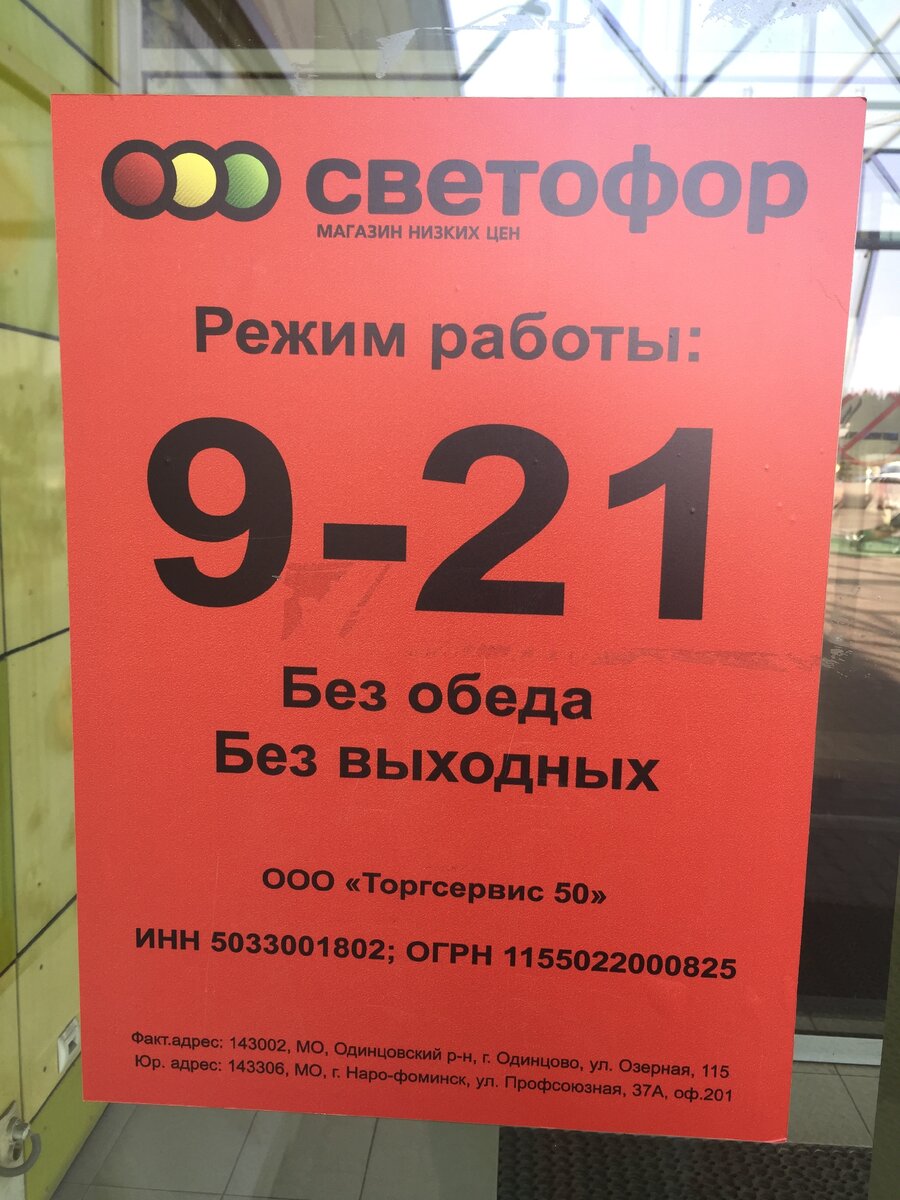 светофор
МАГАЗИН НИЗКИХ ЦЕН
Режим работы:
9-21
Без обеда
Без выходных
ООО «Торгсервис 50»
ИНН 5033001802; ОГРН 1155022000825
Факт.адрес: 143002, МО, Одинцовский р-н, г. Одинцово, ул. Озерная, 115
Юр. адрес: 143306, МО, г. Наро-фоминск, ул. Профсоюзная, 37А, оф.201